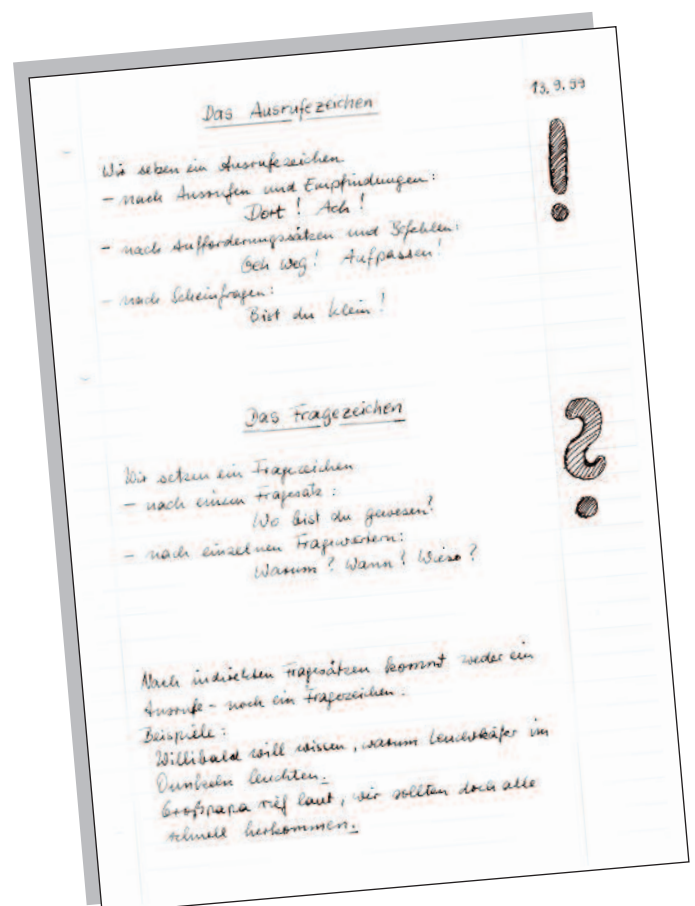 13.9.99
Das Ausrufezeichen
Wir setzen ein Ausrufezeichen
- nach Ausrufen und Empfindungen:
Dort! Ach!
- nach Aufforderungssätzen und Befehlen:
Geh weg! Aufpassen!
- nach Scheinfragen:
Bist du klein!
!
Das Fragezeichen
Wir setzen ein Fragezeichen
- nach einem Fragesatz:
Wo bist du gewesen?
- nach einzelnen Fragewörtern:
Warum? Wann? Wieso?
?
Nach indirekten Fragesätzen kommt weder ein
Ausrufe- noch ein Fragezeichen.
Beispiele:
Willibald will wissen, warum Leuchtkäfer im
Dunkeln leuchten.
Großpapa rief laut, wir sollten doch alle
schnell herkommen.